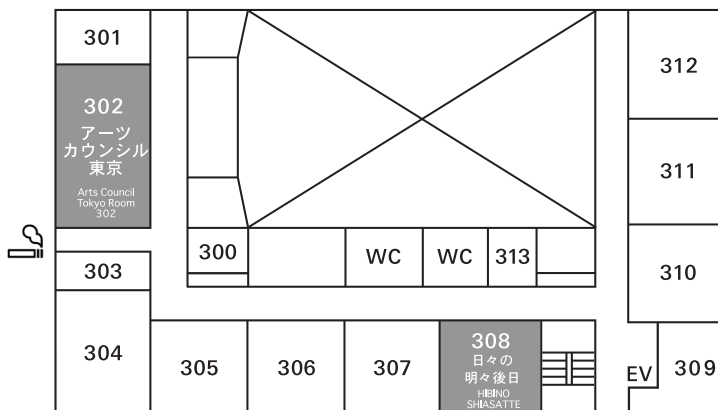 301
302
アーツ
カウンシル
東京
Arts Council
Tokyo Room
302
303
304
300
WC
WC
313
312
311
310
305
306
307
308
日々の
明々後日
HIBINO
SHIASATTE
EV
309